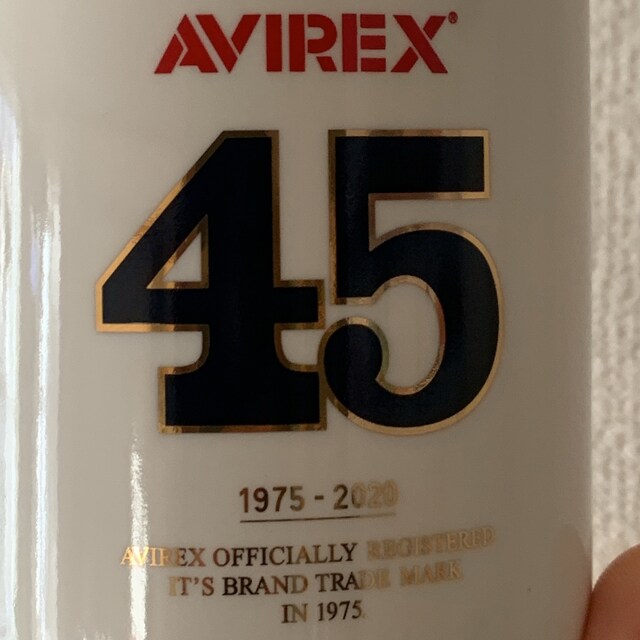 AVIREX®
45
1975 - 2020
AVIREX OFFICIALLY REGISTERED
IT'S BRAND TRADE MARK
IN 1975.